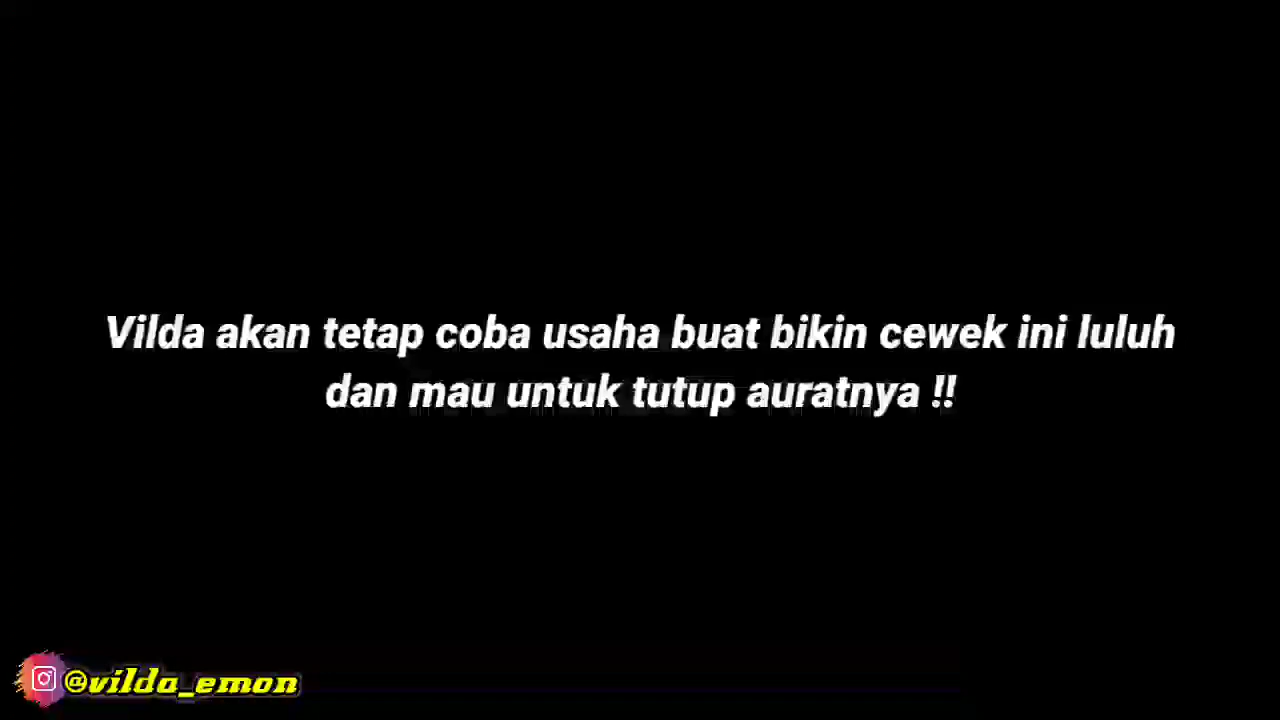 Vilda akan tetap coba usaha buat bikin cewek ini luluh
dan mau untuk tutup auratnya !!
@vilda_emon